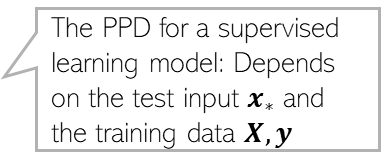 The PPD for a supervised
learning model: Depends
on the test input 𝒙∗ and
the training data 𝑿, 𝒚